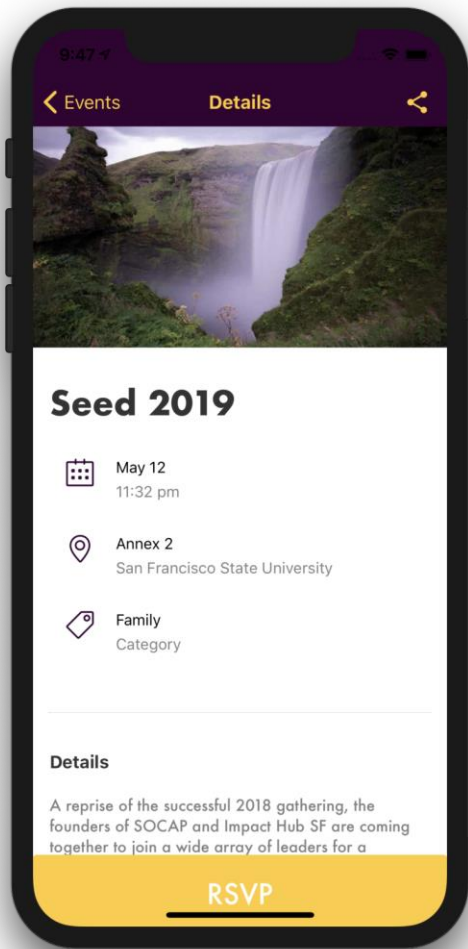 9:47
Events
Details
Seed 2019
May 12
11:32 pm
Annex 2
San Francisco State University
Family
Category
Details
A reprise of the successful 2018 gathering, the
founders of SOCAP and Impact Hub SF are coming
together to join a wide array of leaders for a
RSVP